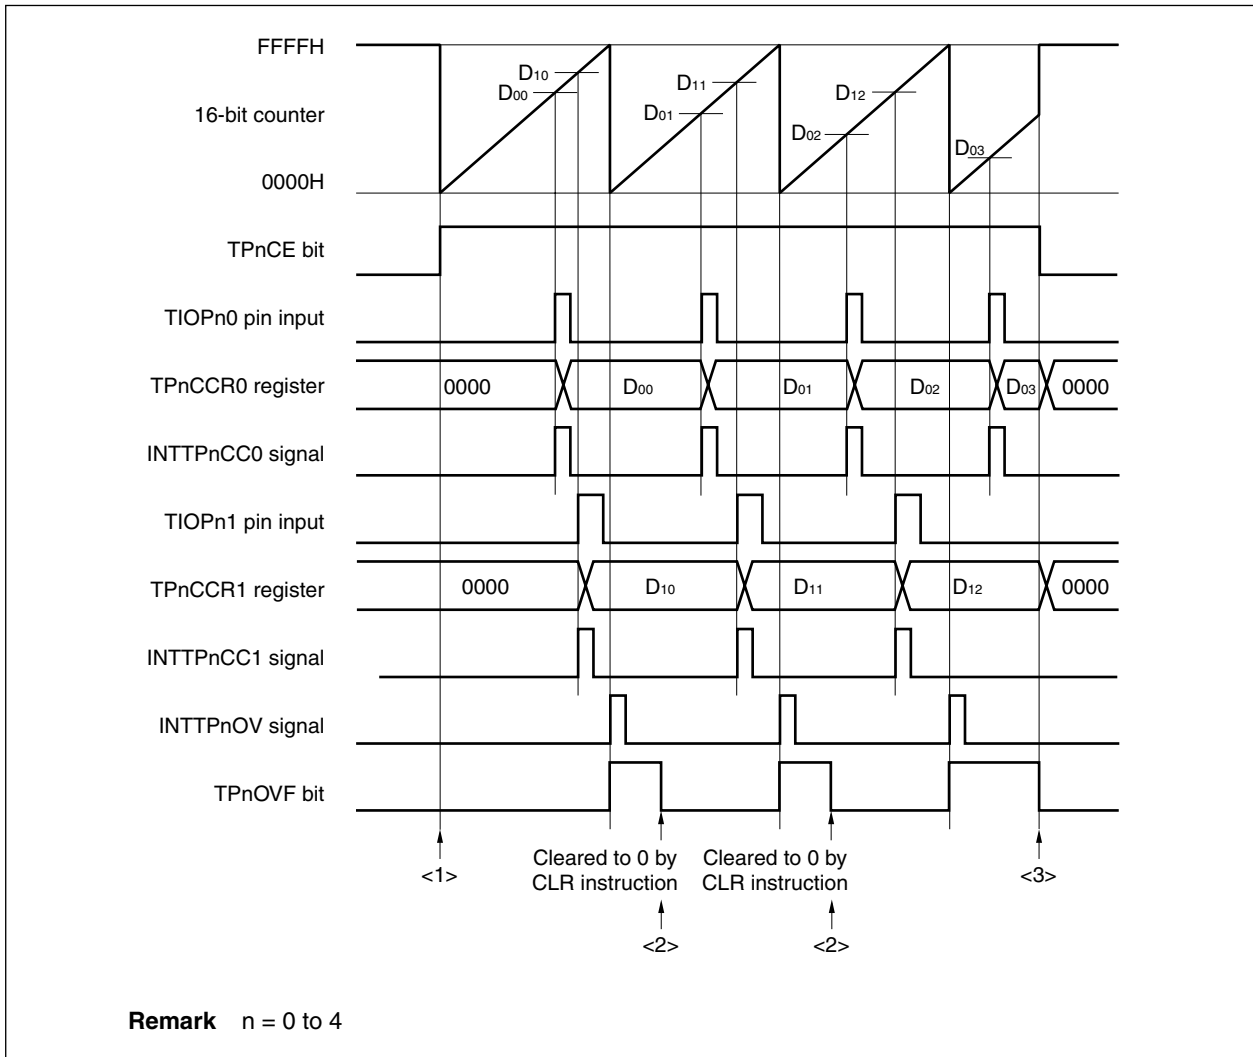 FFFFH
D10
D00
D11
D01
D12
D02
D03
16-bit counter
0000H
TPnCE bit
TIOPn0 pin input
TPnCCR0 register
0000 D00 D01 D02 D03 0000
INTTPnCC0 signal
TIOPn1 pin input
TPnCCR1 register
0000 D10 D11 D12 0000
INTTPnCC1 signal
INTTPnOV signal
TPnOVF bit
<1>
Cleared to 0 by
CLR instruction
<2>
Cleared to 0 by
CLR instruction
<2>
<3>
Remark n = 0 to 4